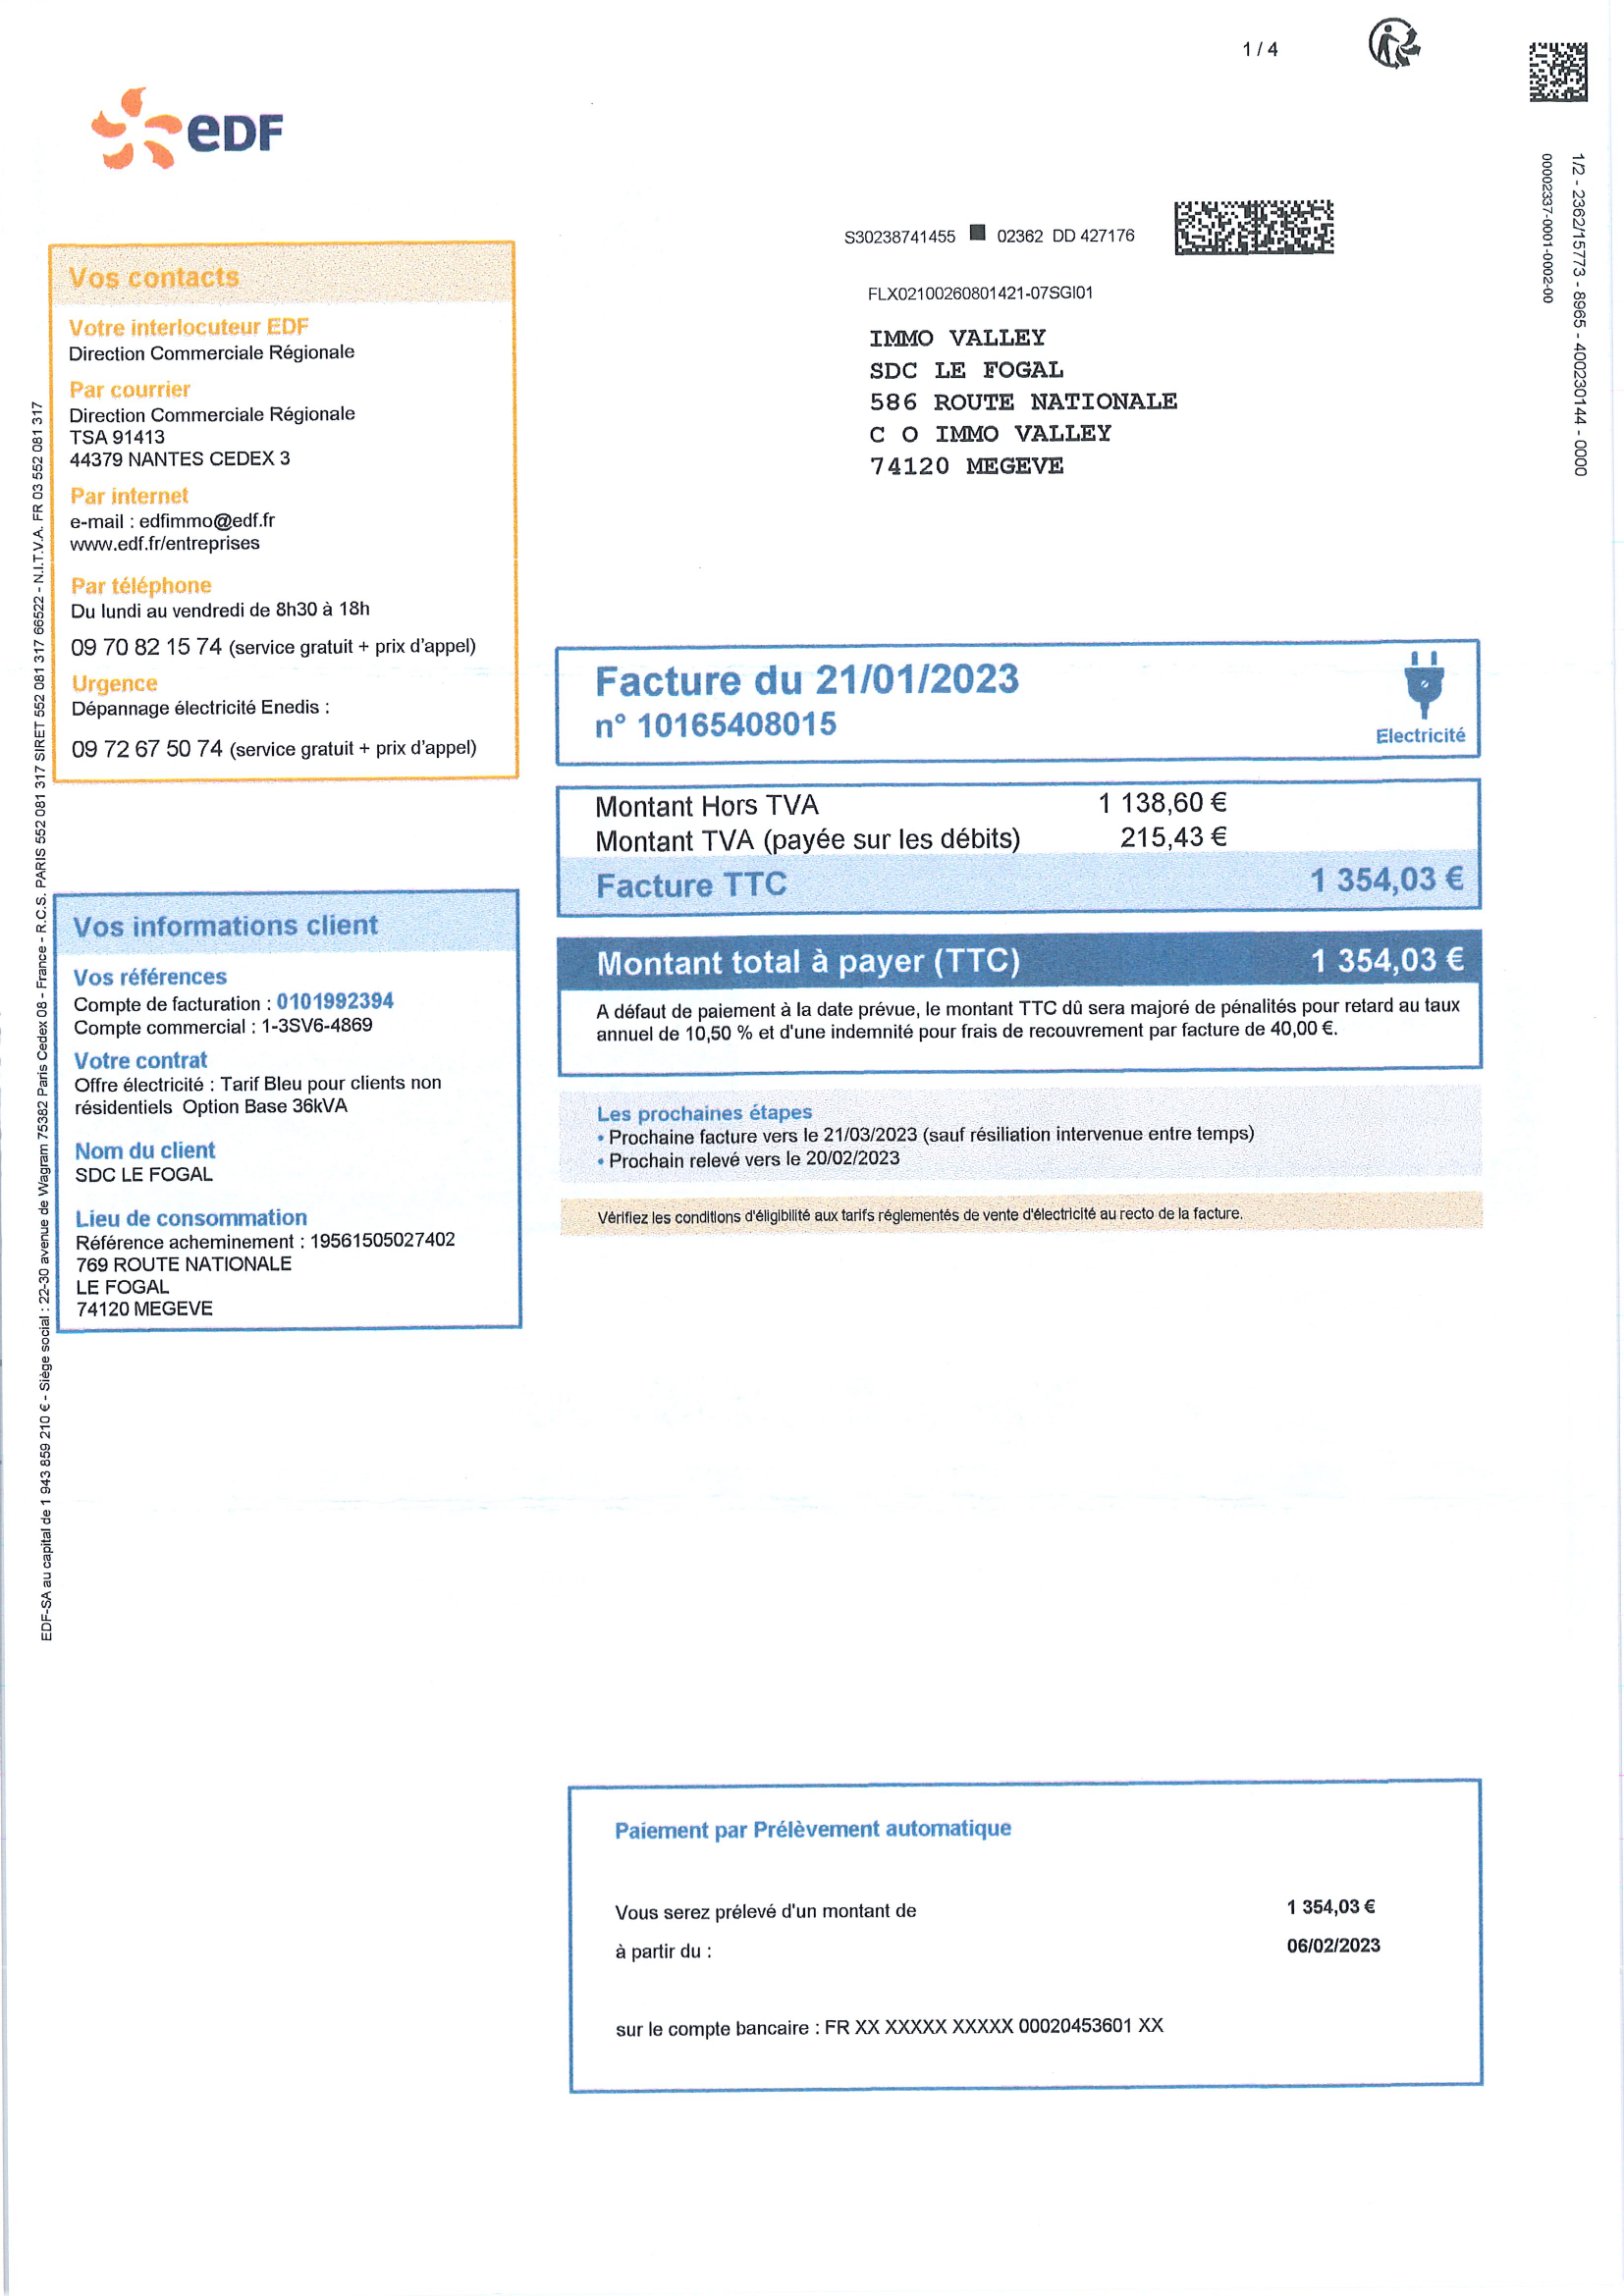 1 / 4
eDF
1/2 - 2362/15773 - 8965 - 400230144 - 0000
00002337-0001-0002-00
S30238741455 02362 DD 427176
FLX02100260801421-07SGI01
IMMO VALLEY
SDC LE FOGAL
586 ROUTE NATIONALE
C O IMMO VALLEY
74120 MEGEVE
Vos contacts
Votre interlocuteur EDF
Direction Commerciale Régionale
Par courrier
Direction Commerciale Régionale
TSA 91413
44379 NANTES CEDEX 3
Par internet
e-mail : edfimmo@edf.fr
www.edf.fr/entreprises
Par téléphone
Du lundi au vendredi de 8h30 à 18h
09 70 82 15 74 (service gratuit + prix d'appel)
Urgence
Dépannage électricité Enedis :
09 72 67 50 74 (service gratuit + prix d'appel)
Facture du 21/01/2023
n° 10165408015
Electricité
Montant Hors TVA 1 138,60 €
Montant TVA (payée sur les débits) 215,43 €
Facture TTC 1 354,03 €
Montant total à payer (TTC) 1 354,03 €
A défaut de paiement à la date prévue, le montant TTC dû sera majoré de pénalités pour retard au taux
annuel de 10,50 % et d'une indemnité pour frais de recouvrement par facture de 40,00 €.
Les prochaines étapes
• Prochaine facture vers le 21/03/2023 (sauf résiliation intervenue entre temps)
• Prochain relevé vers le 20/02/2023
Vérifiez les conditions d'éligibilité aux tarifs réglementés de vente d'électricité au recto de la facture.
Vos informations client
Vos références
Compte de facturation : 0101992394
Compte commercial : 1-3SV6-4869
Votre contrat
Offre électricité : Tarif Bleu pour clients non
résidentiels Option Base 36kVA
Nom du client
SDC LE FOGAL
Lieu de consommation
Référence acheminement : 19561505027402
769 ROUTE NATIONALE
LE FOGAL
74120 MEGEVE
EDF-SA au capital de 1 943 859 210 € - Siège social : 22-30 avenue de Wagram 75382 Paris Cedex 08 - France - R.C.S. PARIS 552 081 317 SIRET 552 081 317 66522 - N.I.T.V.A. FR 03 552 081 317
Paiement par Prélèvement automatique
Vous serez prélevé d'un montant de 1 354,03 €
à partir du : 06/02/2023
sur le compte bancaire : FR XX XXXXX XXXXX 00020453601 XX